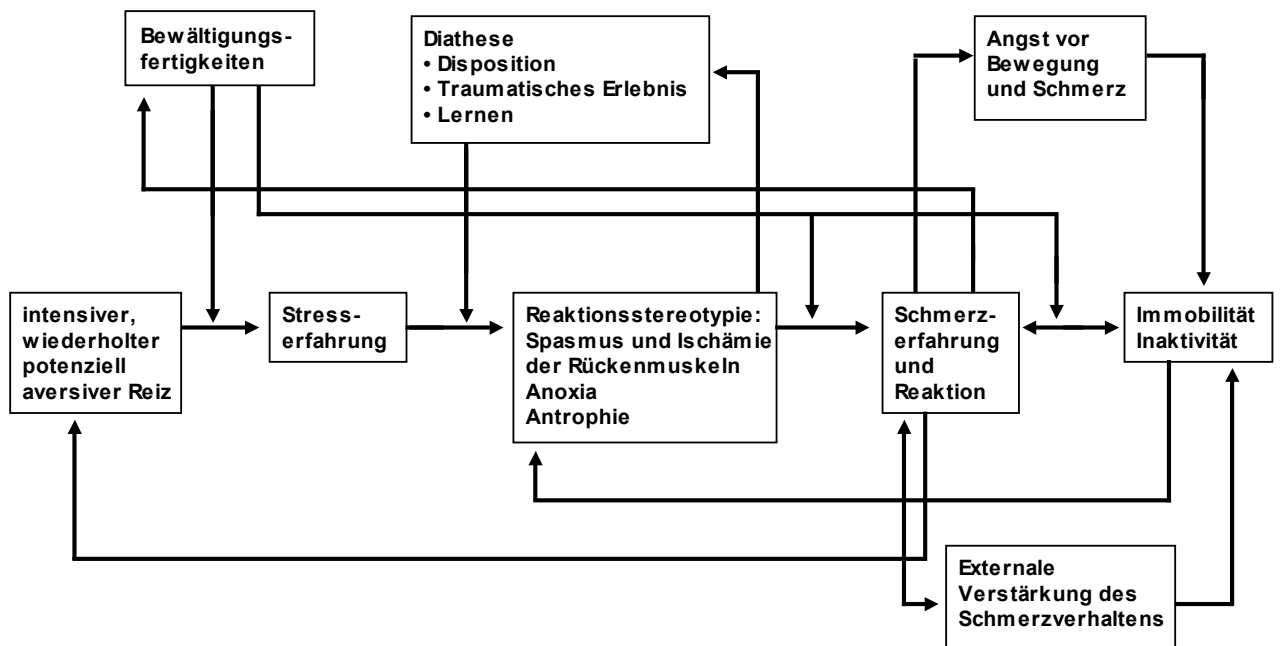 Bewältigungs-
fertigkeiten
Diathese
• Disposition
• Traumatisches Erlebnis
• Lernen
Angst vor
Bewegung
und Schmerz
intensiver,
wiederholter
potenziell
aversiver Reiz
Stress-
erfahrung
Reaktionsstereotypie:
Spasmus und Ischämie
der Rückenmuskeln
Anoxia
Antrophie
Schmerz-
erfahrung
und
Reaktion
Immobilität
Inaktivität
Externale
Verstärkung des
Schmerzverhaltens